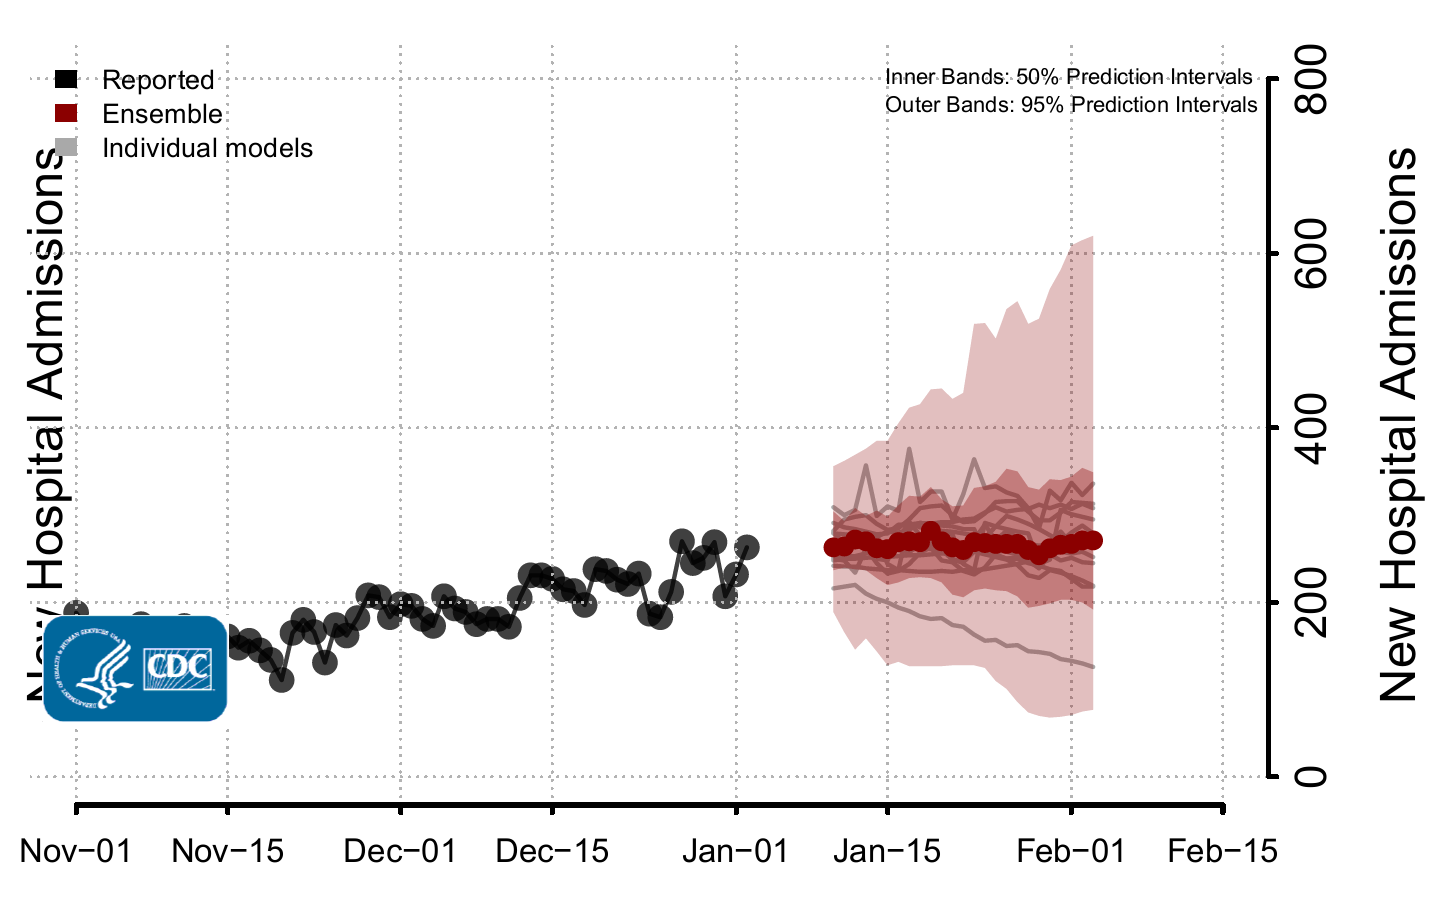 Reported
Ensemble
Individual models
Inner Bands: 50% Prediction Intervals
Outer Bands: 95% Prediction Intervals
New Hospital Admissions
CDC
0
200
400
600
800
New Hospital Admissions
Nov−01
Nov−15
Dec−01
Dec−15
Jan−01
Jan−15
Feb−01
Feb−15